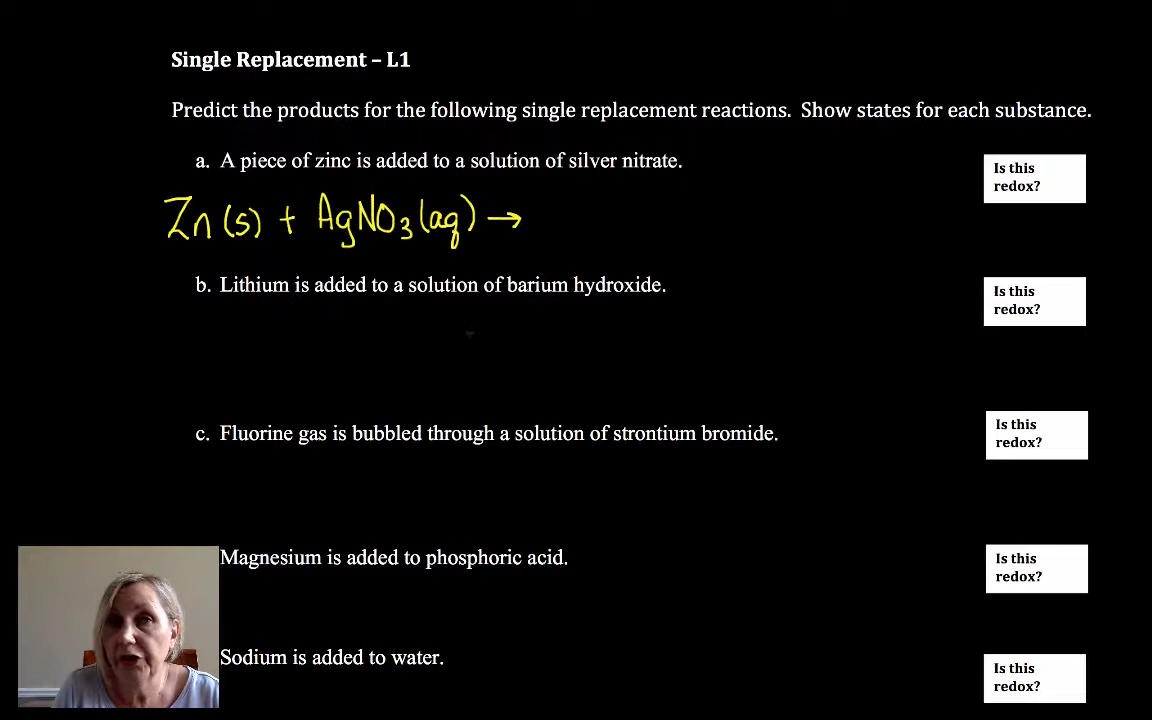 Single Replacement – L1
Predict the products for the following single replacement reactions. Show states for each substance.
a. A piece of zinc is added to a solution of silver nitrate.
Is this
redox?
Zn(s) + AgNO₃(aq) →
b. Lithium is added to a solution of barium hydroxide.
Is this
redox?
c. Fluorine gas is bubbled through a solution of strontium bromide.
Is this
redox?
Magnesium is added to phosphoric acid.
Is this
redox?
Sodium is added to water.
Is this
redox?